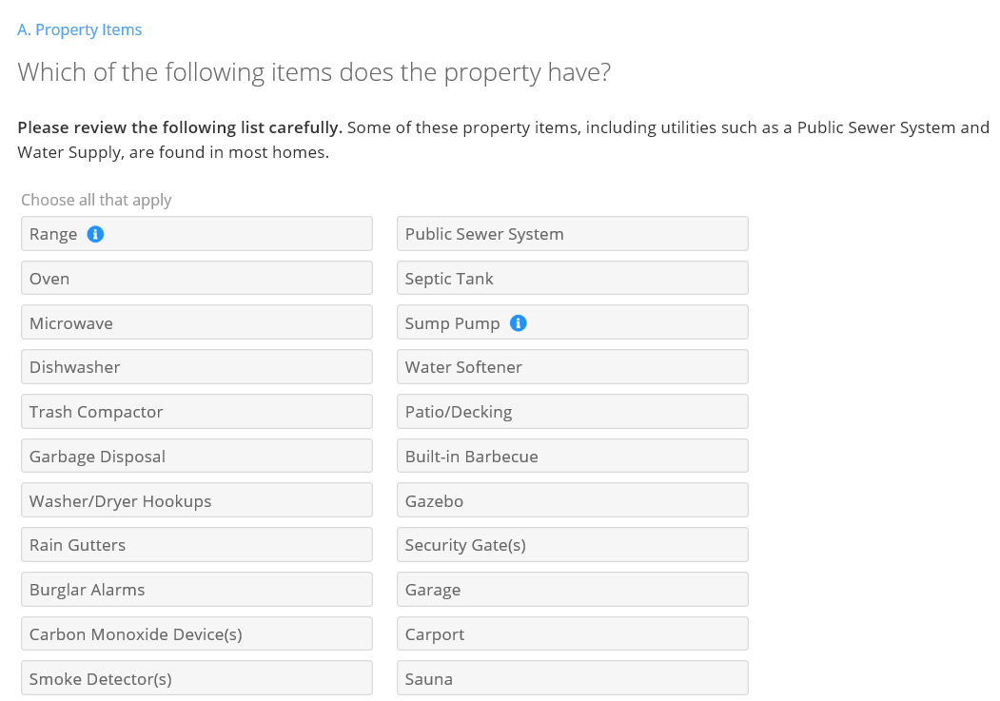 A. Property Items
Which of the following items does the property have?
Please review the following list carefully. Some of these property items, including utilities such as a Public Sewer System and
Water Supply, are found in most homes.
Choose all that apply
Range
Public Sewer System
Oven
Septic Tank
Microwave
Sump Pump
Dishwasher
Water Softener
Trash Compactor
Patio/Decking
Garbage Disposal
Built-in Barbecue
Washer/Dryer Hookups
Gazebo
Rain Gutters
Security Gate(s)
Burglar Alarms
Garage
Carbon Monoxide Device(s)
Carport
Smoke Detector(s)
Sauna